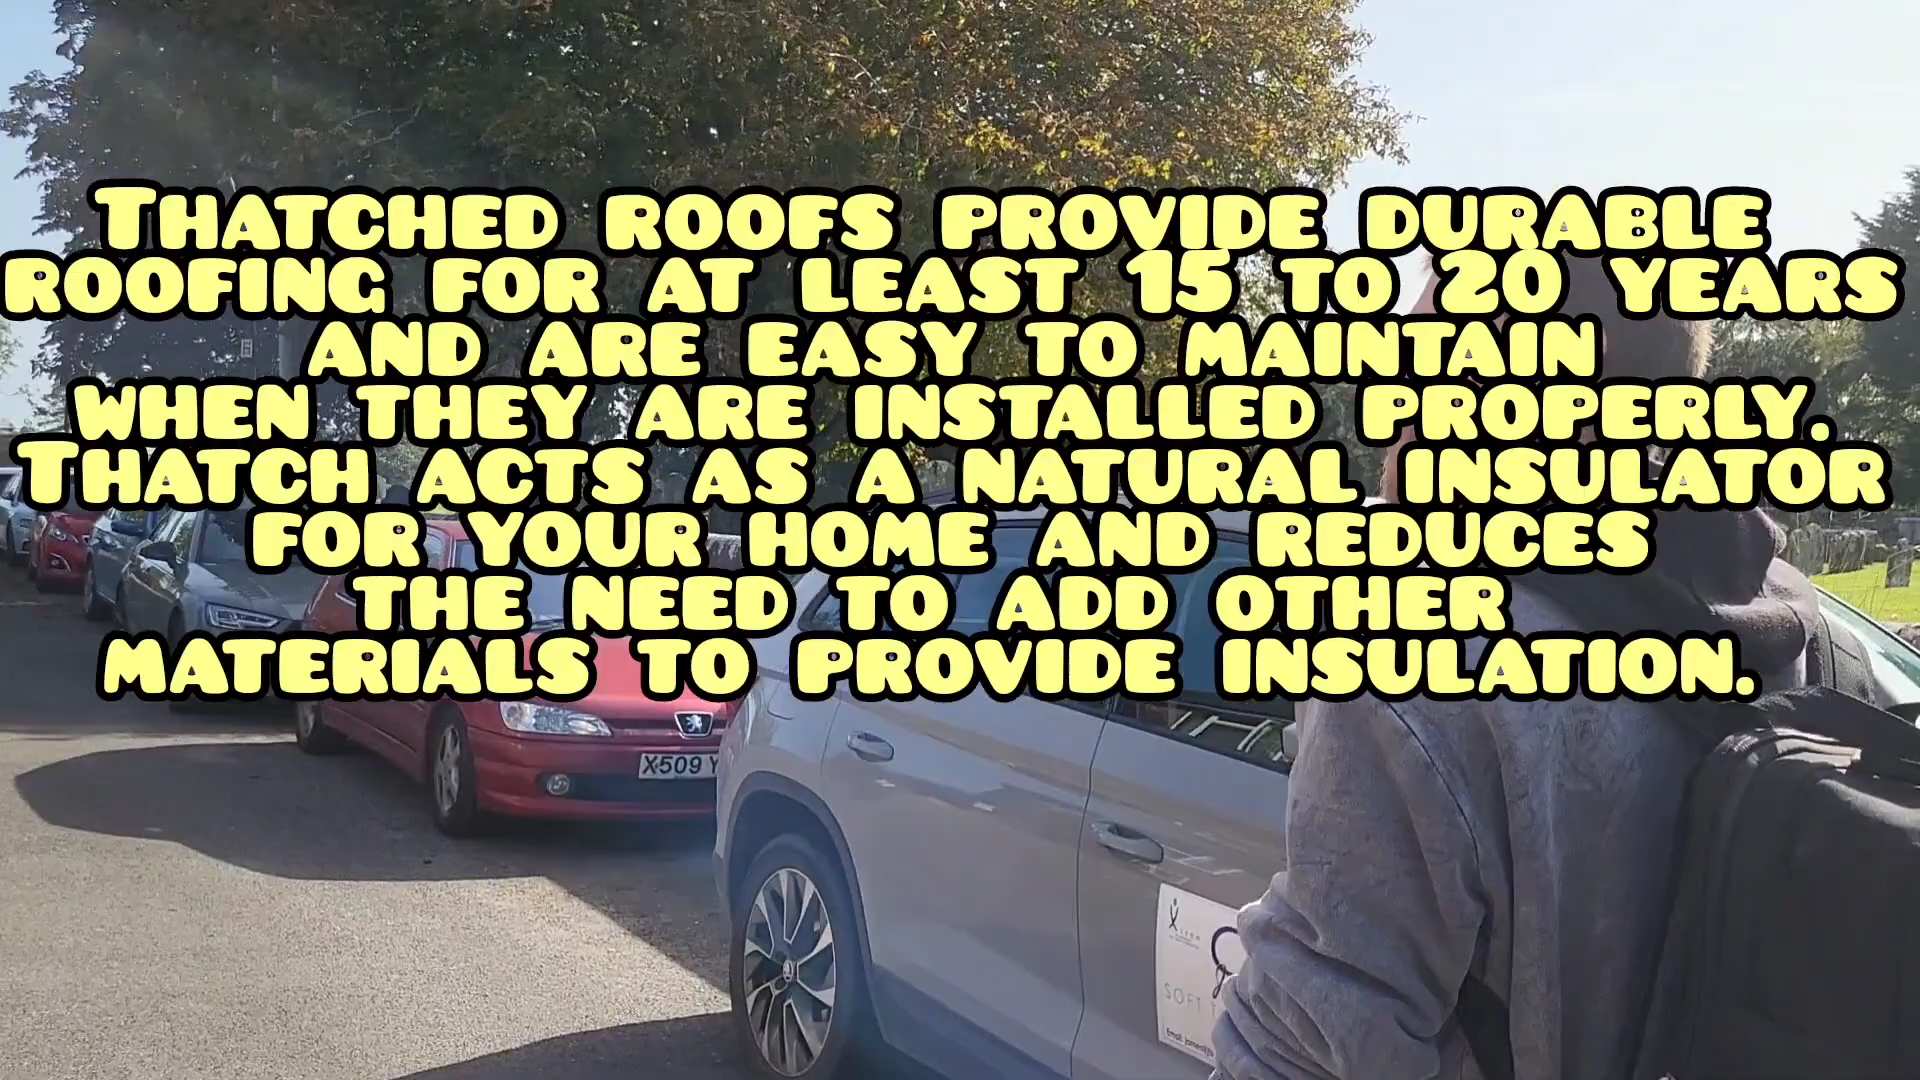 Thatched roofs provide durable
roofing for at least 15 to 20 years
and are easy to maintain
when they are installed properly.
Thatch acts as a natural insulator
for your home and reduces
the need to add other
materials to provide insulation.
X509 Y
SOFT